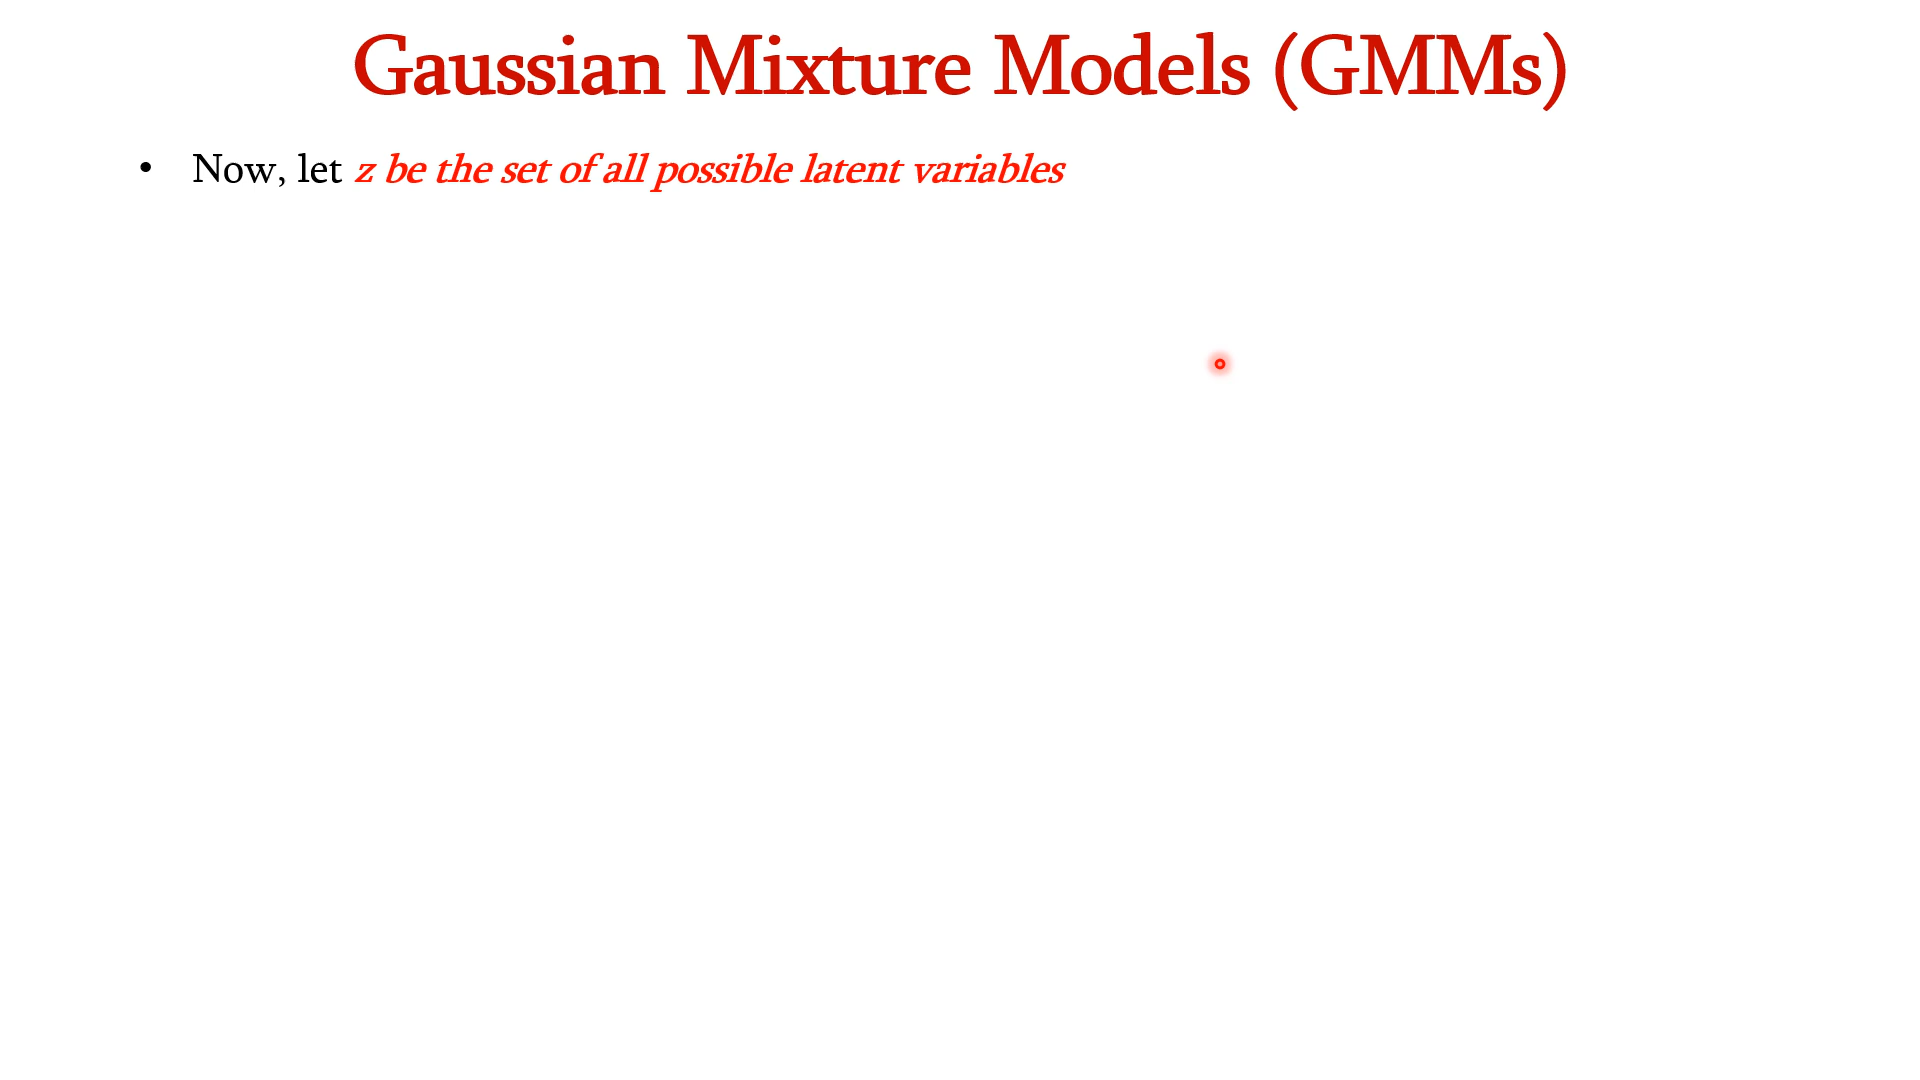 Gaussian Mixture Models (GMMs)
• Now, let z be the set of all possible latent variables